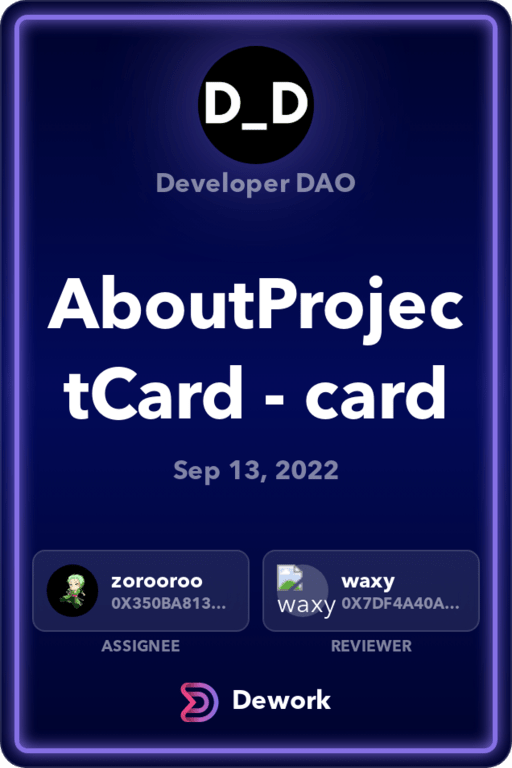 D_D
Developer DAO
AboutProjec
tCard - card
Sep 13, 2022
zorooroo
0X350BA813...
ASSIGNEE
waxy
waxy
0X7DF4A40A...
REVIEWER
Dework